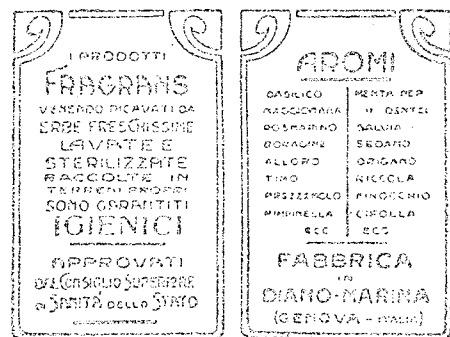 I PRODOTTI
FRAGRANS
VENENDO RICAVATI DA
ERBE FRESCHISSIME
LAVATE E
STERILIZZATE
RACCOLTE IN
TERRENI PROPRI
SONO GARANTITI
IGIENICI
APPROVATI
DAL CONSIGLIO SUPERIORE
DI SANITÀ DELLO STATO
AROMI
BASILICO
MAGGIORANA
ROSMARINO
BORAGINE
ALLORO
TIMO
PREZZEMOLO
PIMPINELLA
ECC
MENTA PER
DENTEI
SALVIA
SEDANO
ORIGANO
RUCOLA
FINOCCHIO
CIPOLLA
ECC
FABBRICA
IN
DIANO-MARINA
(GENOVA - ITALIA)